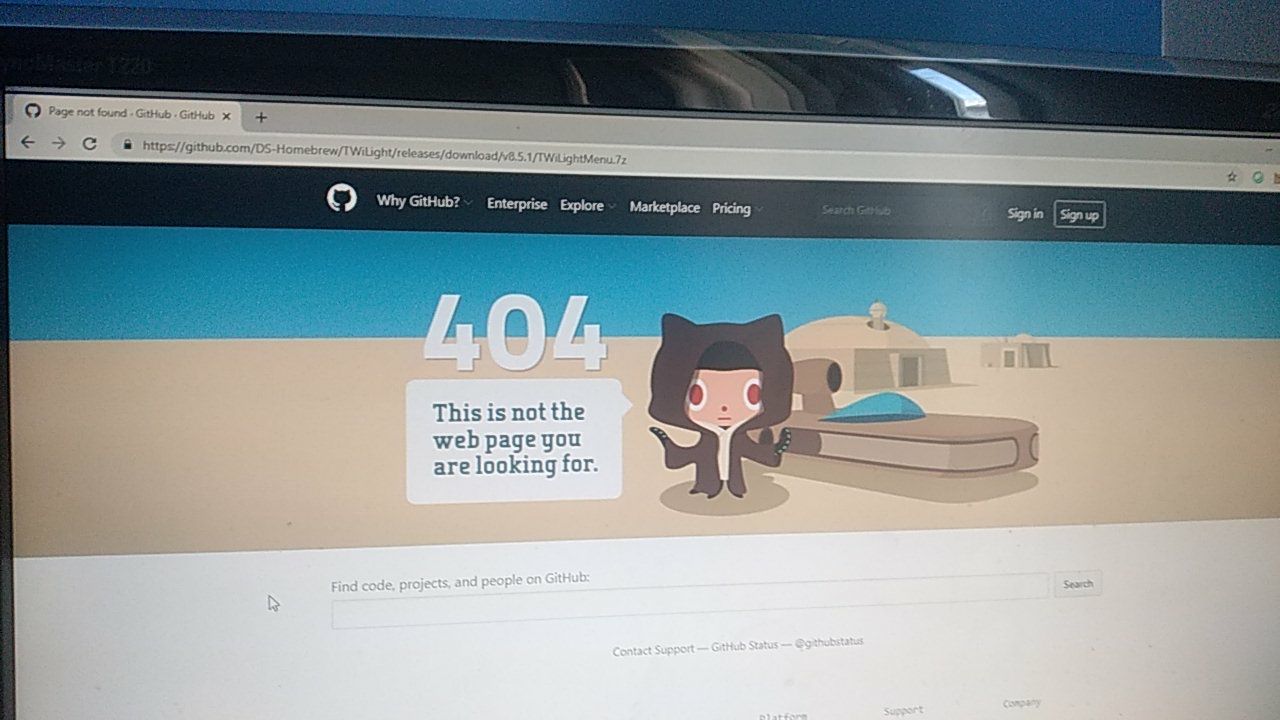 Page not found · GitHub · GitHub
https://github.com/DS-Homebrew/TWiLight/releases/download/v8.5.1/TWiLightMenu.7z
Why GitHub? Enterprise Explore Marketplace Pricing Search GitHub Sign in Sign up
404
This is not the
web page you
are looking for.
Find code, projects, and people on GitHub:
Search
Contact Support — GitHub Status — @githubstatus
Platform Support Company